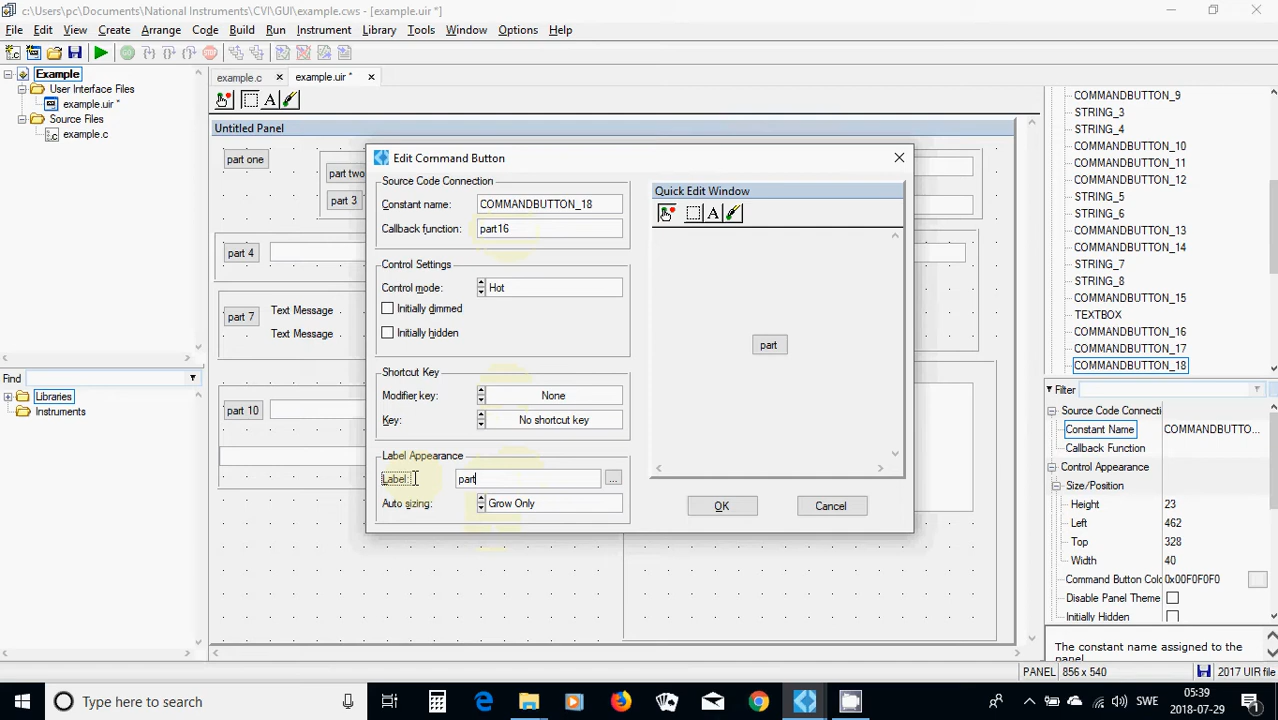 c:\Users\pc\Documents\National Instruments\CVI\GUI\example.cws - [example.uir *]
File Edit View Create Arrange Code Build Run Instrument Library Tools Window Options Help
Example
User Interface Files
example.uir *
Source Files
example.c
example.c
example.uir *
Untitled Panel
part one
part two
part 3
part 4
part 7
Text Message
Text Message
part 10
Find
Libraries
Instruments
Edit Command Button
Source Code Connection
Constant name: COMMANDBUTTON_18
Callback function: part16
Control Settings
Control mode: Hot
Initially dimmed
Initially hidden
Shortcut Key
Modifier key: None
Key: No shortcut key
Label Appearance
Label: part
...
Auto sizing: Grow Only
Quick Edit Window
part
OK
Cancel
COMMANDBUTTON_9
STRING_3
STRING_4
COMMANDBUTTON_10
COMMANDBUTTON_11
COMMANDBUTTON_12
STRING_5
STRING_6
COMMANDBUTTON_13
COMMANDBUTTON_14
STRING_7
STRING_8
COMMANDBUTTON_15
TEXTBOX
COMMANDBUTTON_16
COMMANDBUTTON_17
COMMANDBUTTON_18
Filter
Source Code Connecti
Constant Name COMMANDBUTTO...
Callback Function
Control Appearance
Size/Position
Height 23
Left 462
Top 328
Width 40
Command Button Colo 0x00F0F0F0
Disable Panel Theme
Initially Hidden
The constant name assigned to the
panel.
PANEL 856 x 540 2017 UIR file
Type here to search
SWE
05:39
2018-07-29
1